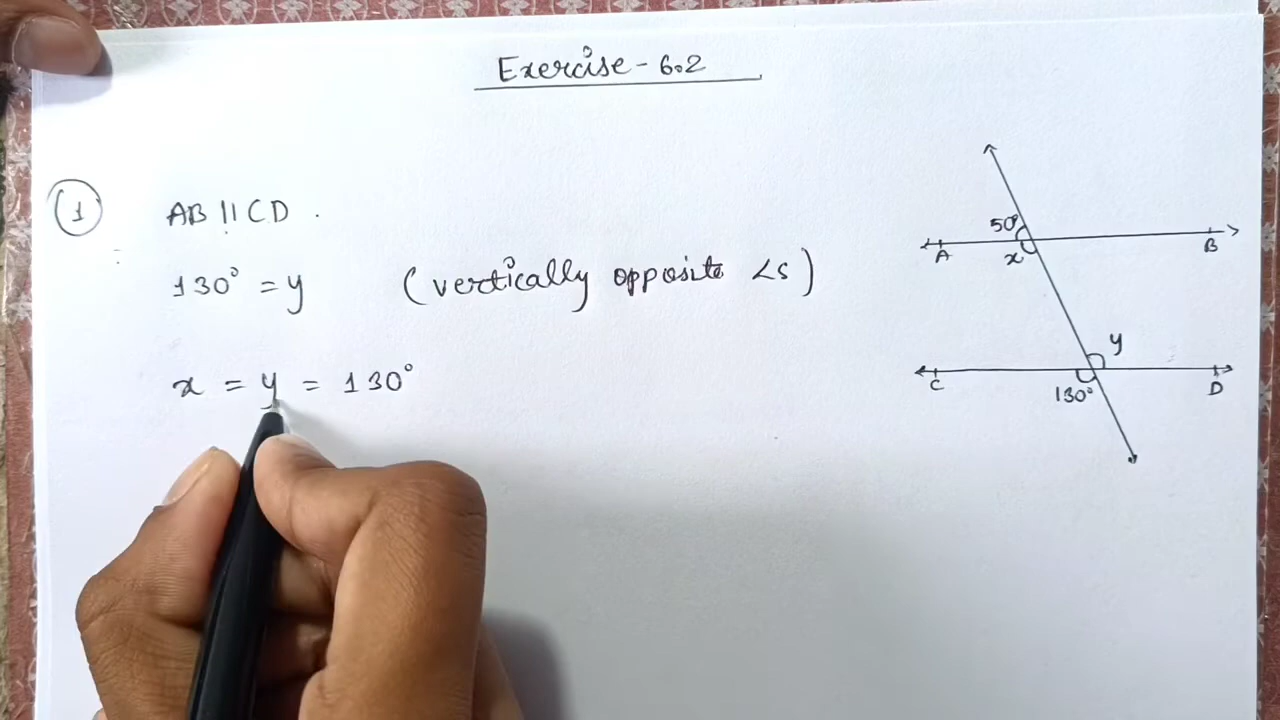 Exercise - 6.2
1 AB || CD .
130° = y (vertically opposite ∠s)
x = y = 130°
50°
A B
x
y
C D
130°